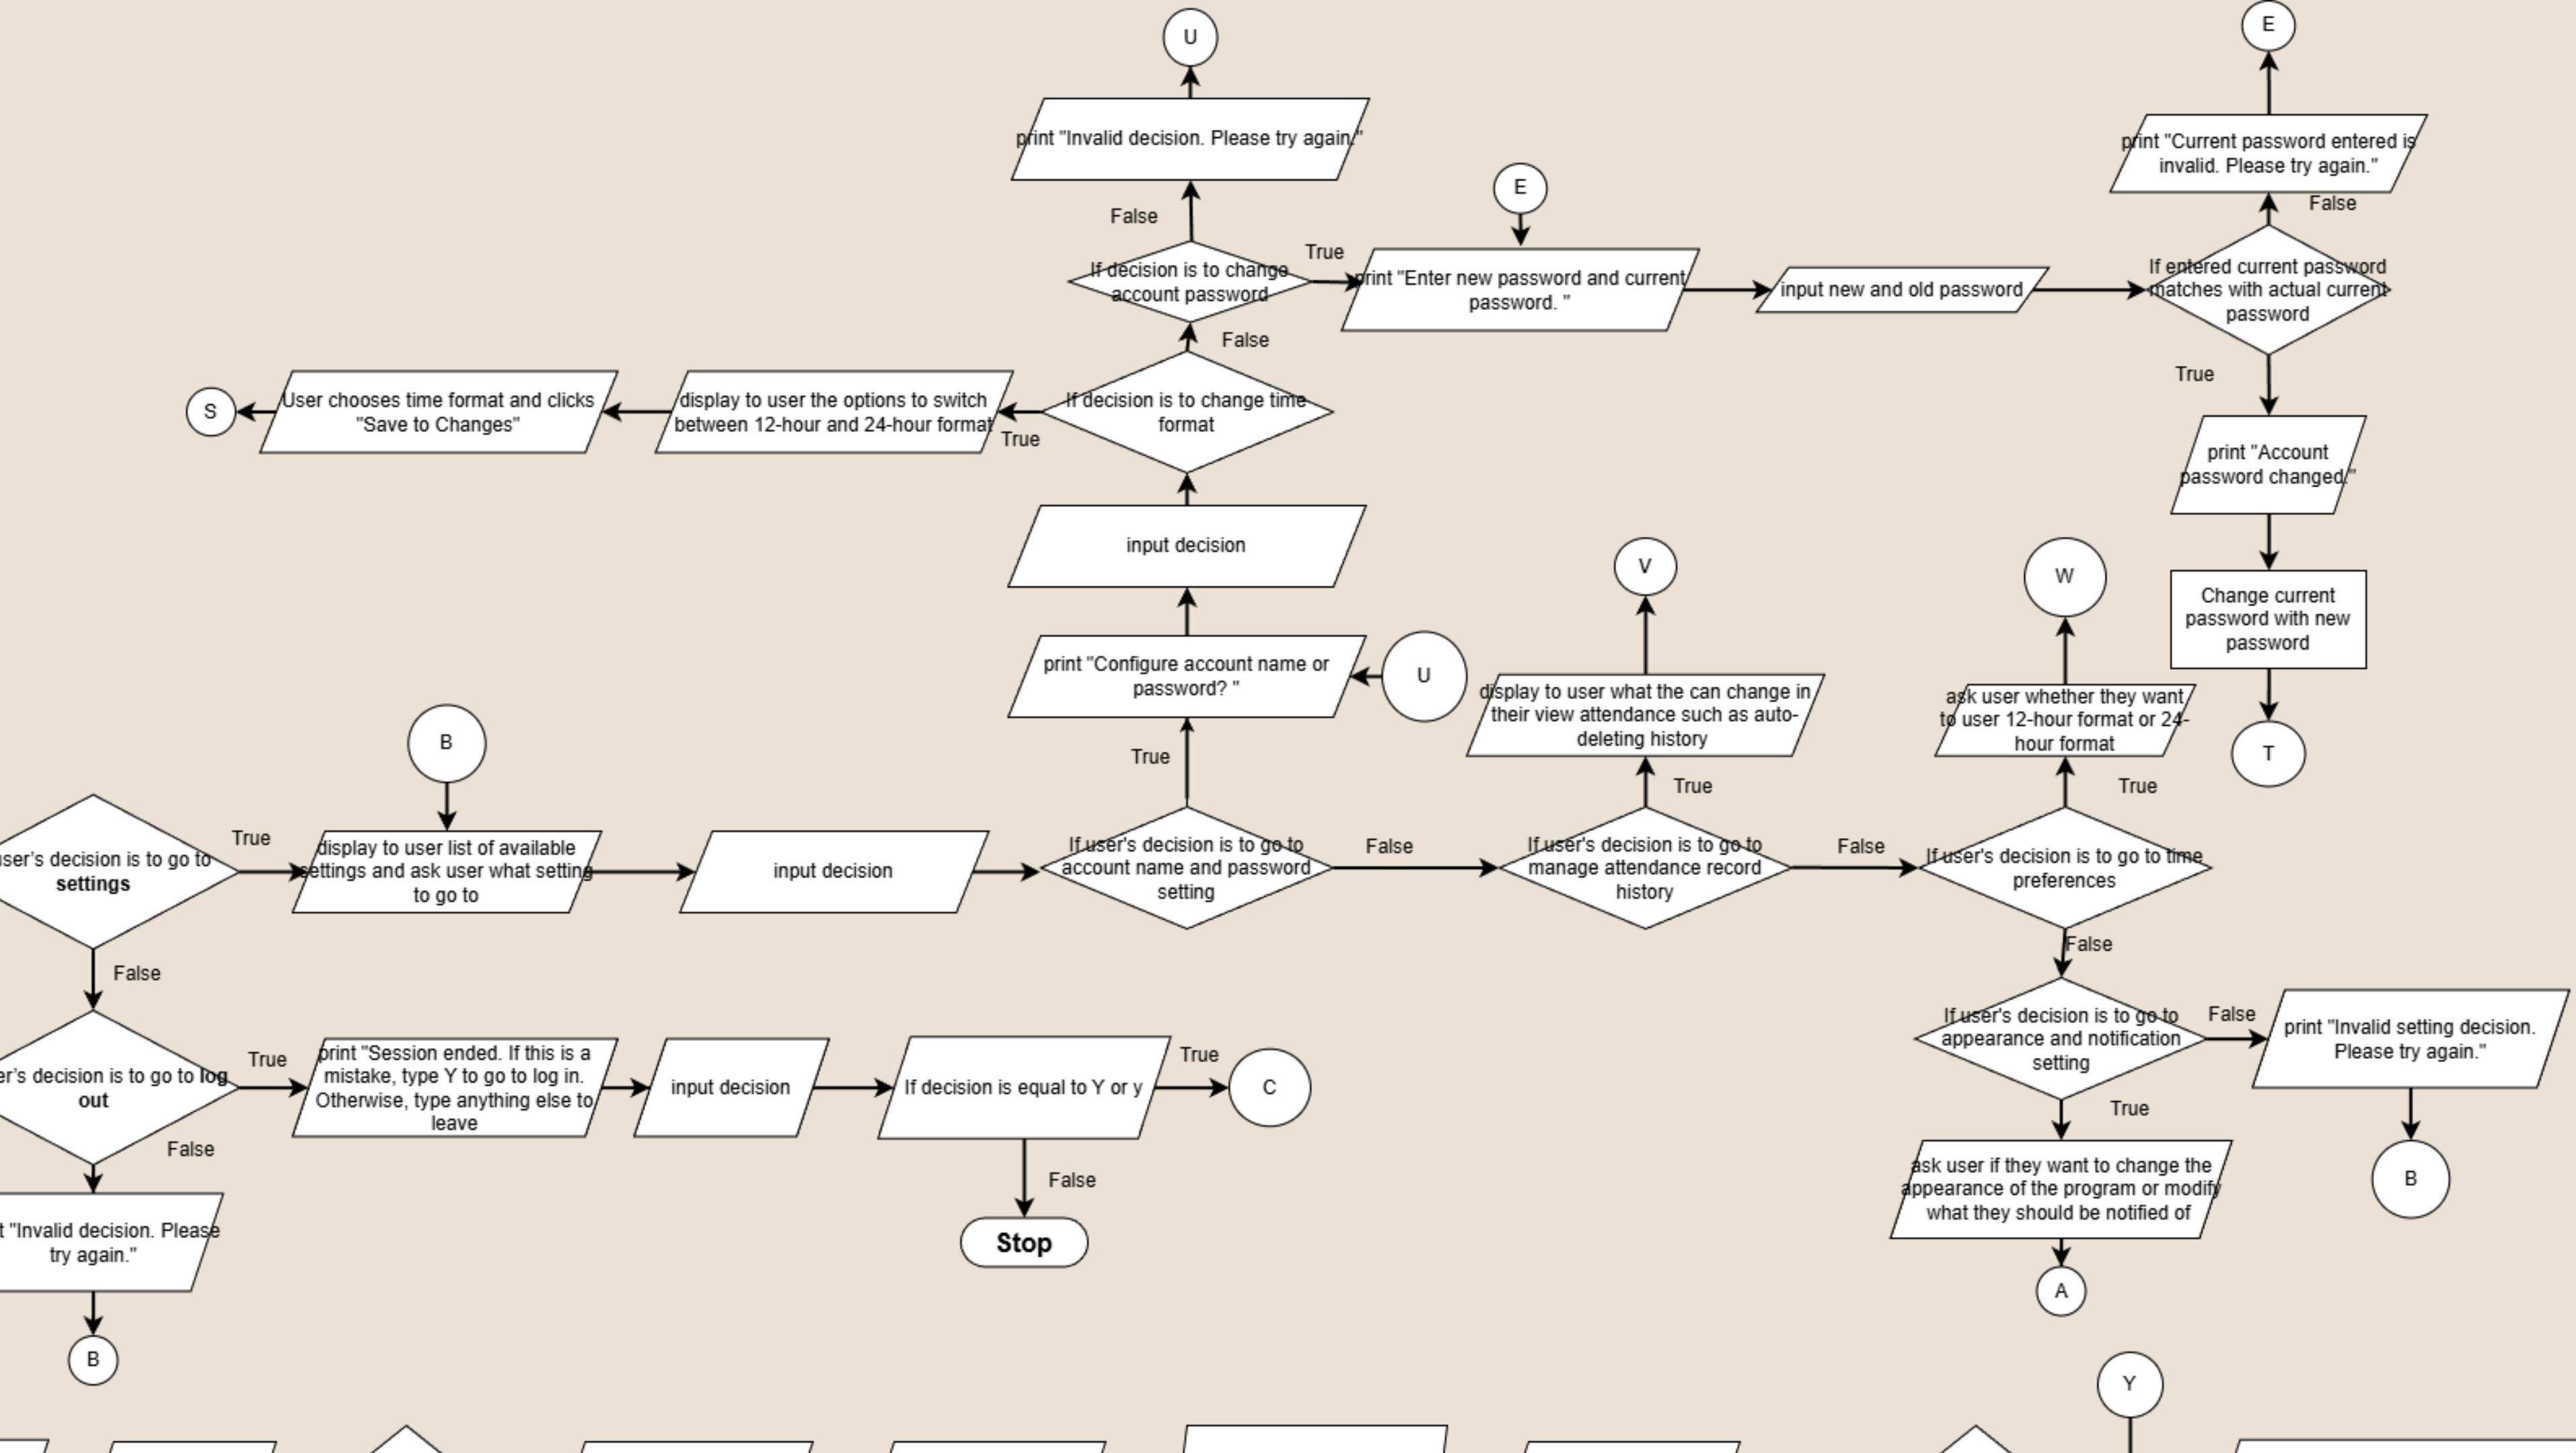 U
E
print "Invalid decision. Please try again."
print "Current password entered is
invalid. Please try again."
E
False
False
True
If decision is to change
account password
print "Enter new password and current
password. "
input new and old password
If entered current password
matches with actual current
password
False
True
S
User chooses time format and clicks
"Save to Changes"
display to user the options to switch
between 12-hour and 24-hour format
True
If decision is to change time
format
print "Account
password changed."
input decision
V
W
Change current
password with new
password
print "Configure account name or
password? "
U
display to user what the can change in
their view attendance such as auto-
deleting history
ask user whether they want
to user 12-hour format or 24-
hour format
T
B
True
True
True
True
user's decision is to go to
settings
display to user list of available
settings and ask user what setting
to go to
input decision
If user's decision is to go to
account name and password
setting
False
If user's decision is to go to
manage attendance record
history
False
If user's decision is to go to time
preferences
False
False
If user's decision is to go to
appearance and notification
setting
False
print "Invalid setting decision.
Please try again."
er's decision is to go to log
out
True
print "Session ended. If this is a
mistake, type Y to go to log in.
Otherwise, type anything else to
leave
input decision
If decision is equal to Y or y
True
C
True
False
False
ask user if they want to change the
appearance of the program or modify
what they should be notified of
B
t "Invalid decision. Please
try again."
Stop
A
B
Y